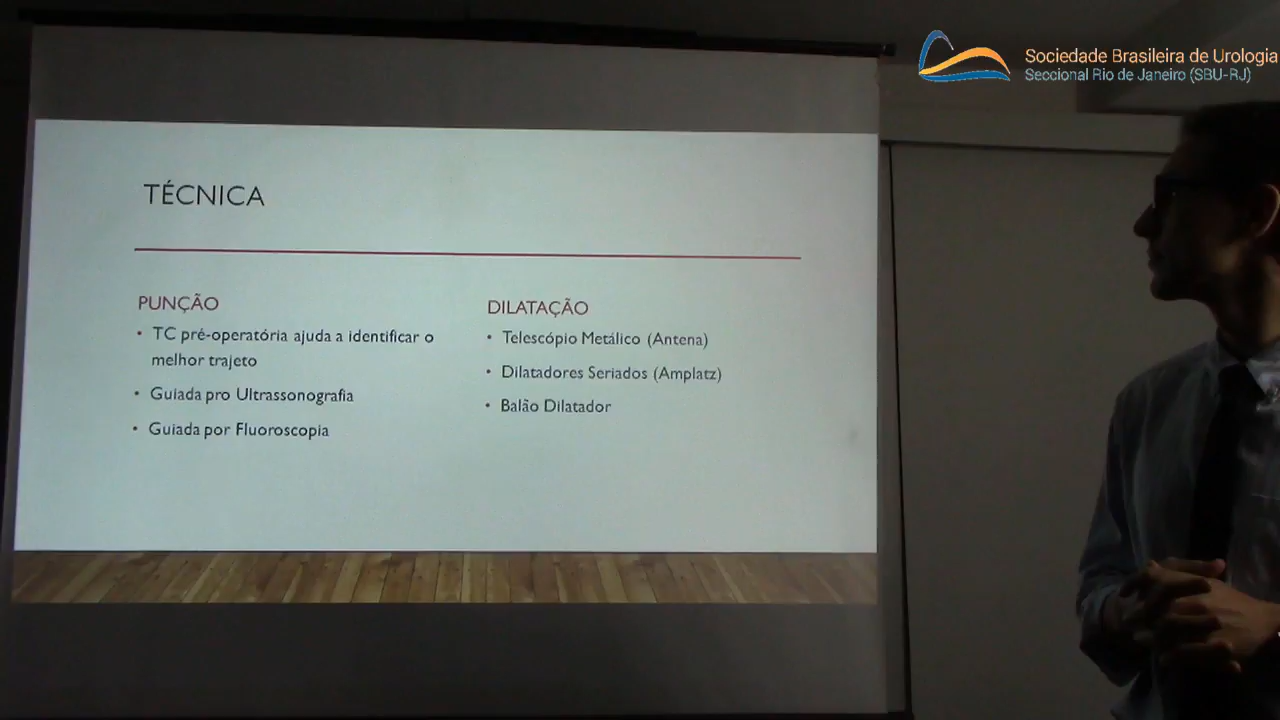 Sociedade Brasileira de Urologia
Seccional Rio de Janeiro (SBU-RJ)
TÉCNICA
PUNÇÃO
• TC pré-operatória ajuda a identificar o
melhor trajeto
• Guiada pro Ultrassonografia
• Guiada por Fluoroscopia
DILATAÇÃO
• Telescópio Metálico (Antena)
• Dilatadores Seriados (Amplatz)
• Balão Dilatador